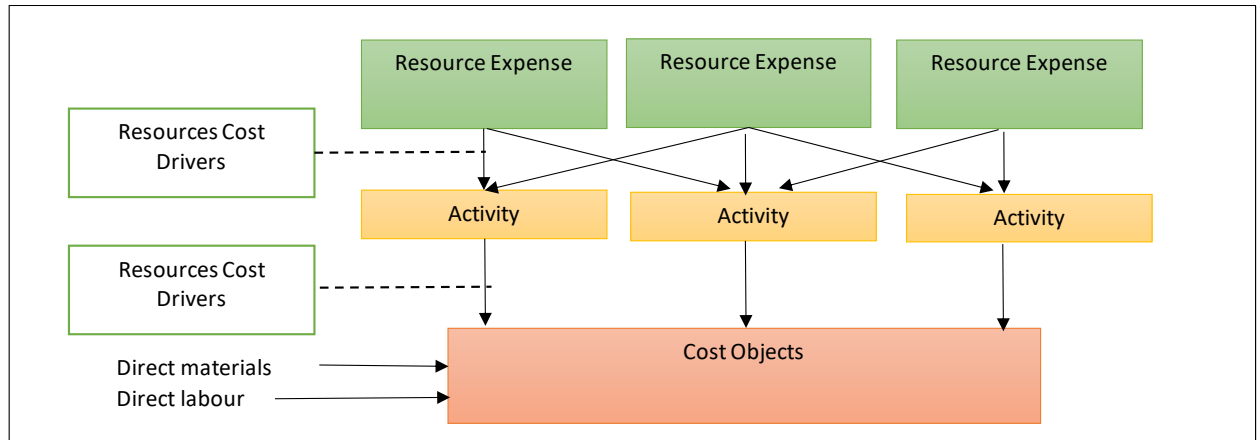 Resource Expense
Resource Expense
Resource Expense
Resources Cost
Drivers
Activity
Activity
Activity
Resources Cost
Drivers
Cost Objects
Direct materials
Direct labour